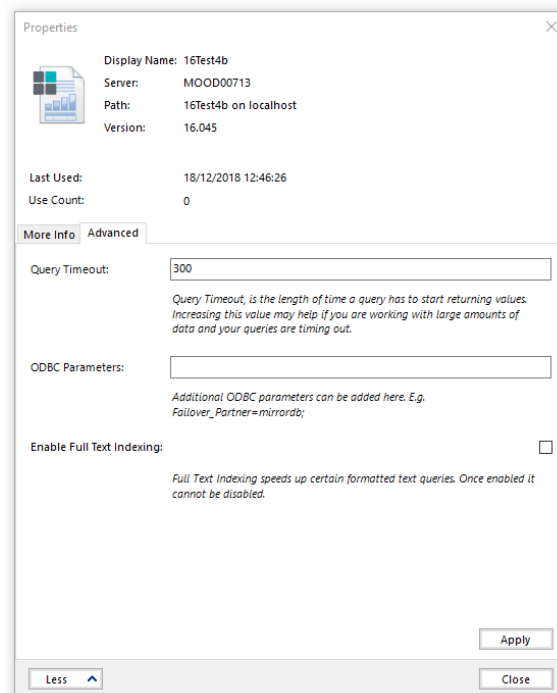 Properties
Display Name: 16Test4b
Server: MOOD00713
Path: 16Test4b on localhost
Version: 16.045
Last Used: 18/12/2018 12:46:26
Use Count: 0
More Info Advanced
Query Timeout: 300
Query Timeout, is the length of time a query has to start returning values.
Increasing this value may help if you are working with large amounts of
data and your queries are timing out.
ODBC Parameters:
Additional ODBC parameters can be added here. E.g.
Failover_Partner=mirrordb;
Enable Full Text Indexing:
Full Text Indexing speeds up certain formatted text queries. Once enabled it
cannot be disabled.
Apply
Less Close